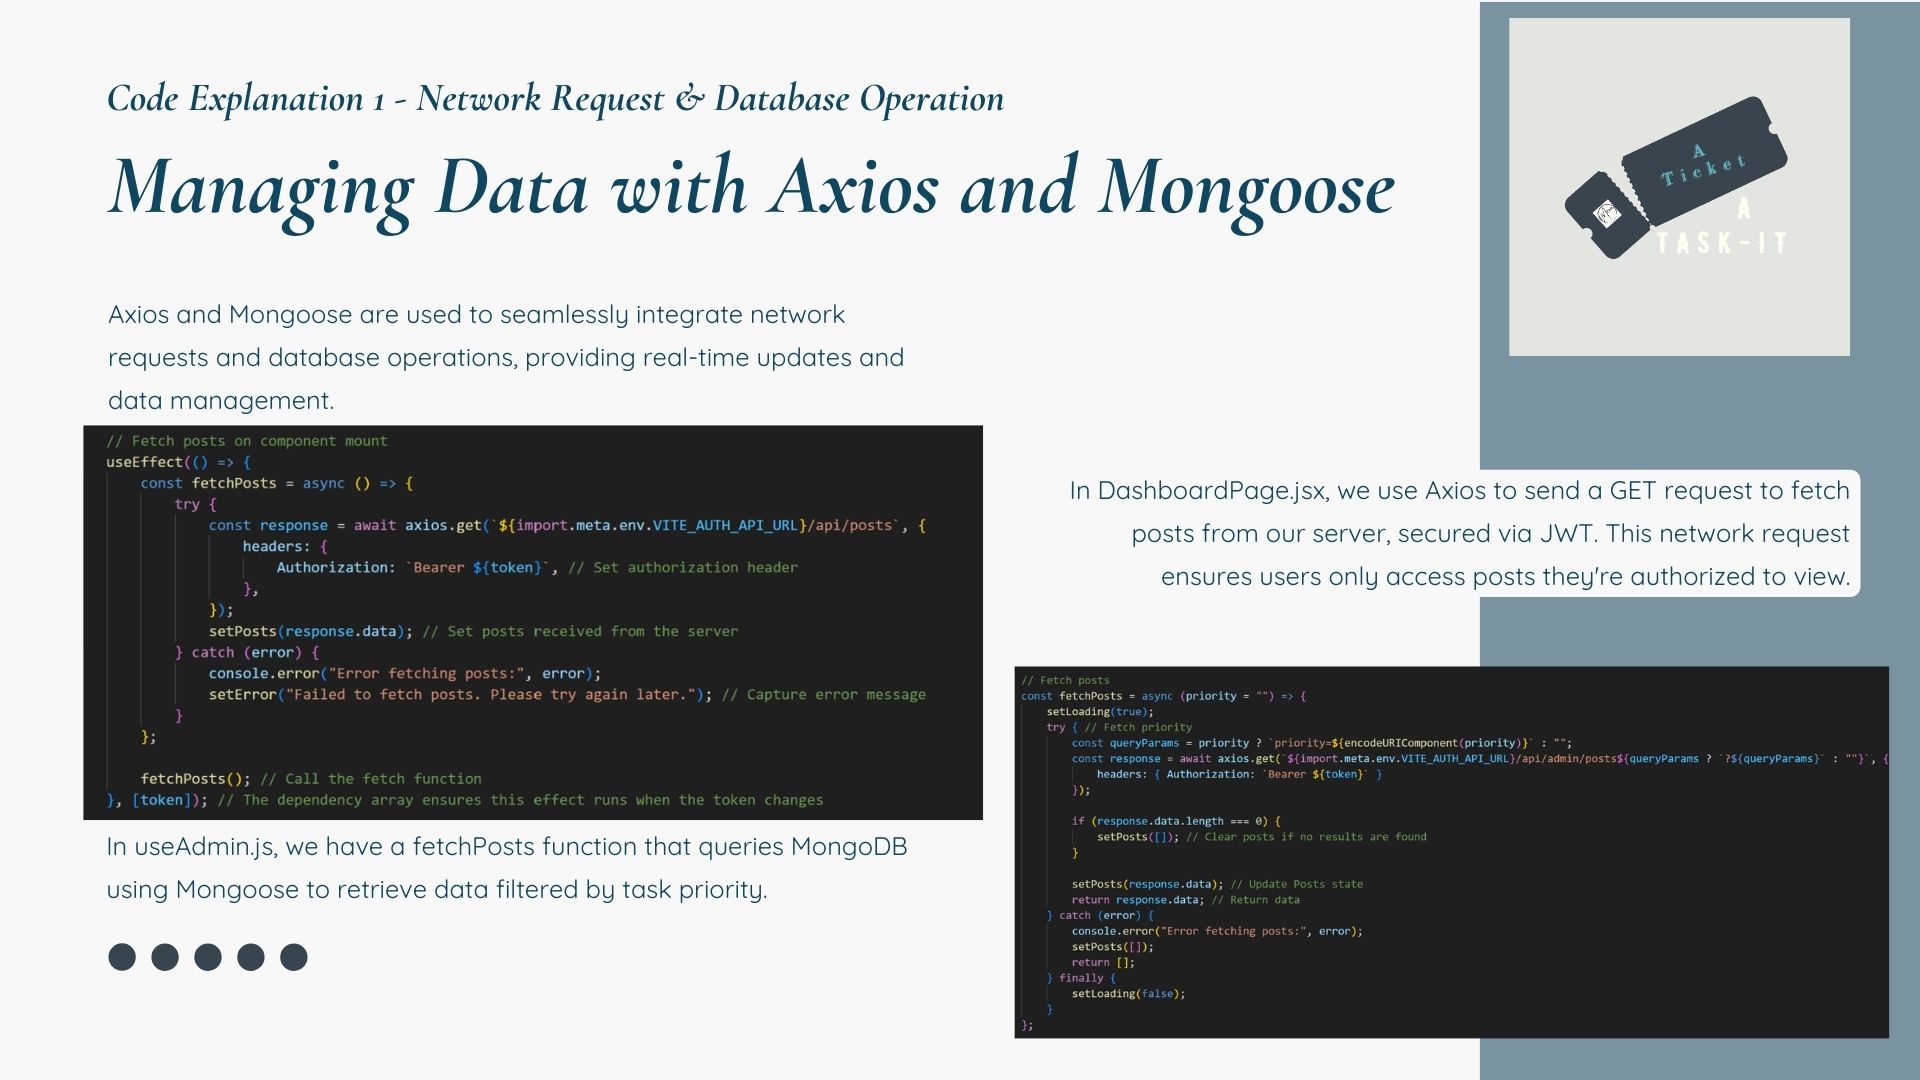 Code Explanation 1 - Network Request & Database Operation
Managing Data with Axios and Mongoose
A
Ticket
A
TASK-IT
Axios and Mongoose are used to seamlessly integrate network
requests and database operations, providing real-time updates and
data management.
// Fetch posts on component mount
useEffect(() => {
const fetchPosts = async () => {
try {
const response = await axios.get(`${import.meta.env.VITE_AUTH_API_URL}/api/posts`, {
headers: {
Authorization: `Bearer ${token}`, // Set authorization header
},
});
setPosts(response.data); // Set posts received from the server
} catch (error) {
console.error("Error fetching posts:", error);
setError("Failed to fetch posts. Please try again later."); // Capture error message
}
};
fetchPosts(); // Call the fetch function
}, [token]); // The dependency array ensures this effect runs when the token changes
In DashboardPage.jsx, we use Axios to send a GET request to fetch
posts from our server, secured via JWT. This network request
ensures users only access posts they're authorized to view.
In useAdmin.js, we have a fetchPosts function that queries MongoDB
using Mongoose to retrieve data filtered by task priority.
// Fetch posts
const fetchPosts = async (priority = "") => {
setLoading(true);
try { // Fetch priority
const queryParams = priority ? `priority=${encodeURIComponent(priority)}` : "";
const response = await axios.get(`${import.meta.env.VITE_AUTH_API_URL}/api/admin/posts${queryParams ? `?${queryParams}` : ""}`, {
headers: { Authorization: `Bearer ${token}` }
});
if (response.data.length === 0) {
setPosts([]); // Clear posts if no results are found
}
setPosts(response.data); // Update Posts state
return response.data; // Return data
} catch (error) {
console.error("Error fetching posts:", error);
setPosts([]);
return [];
} finally {
setLoading(false);
}
};